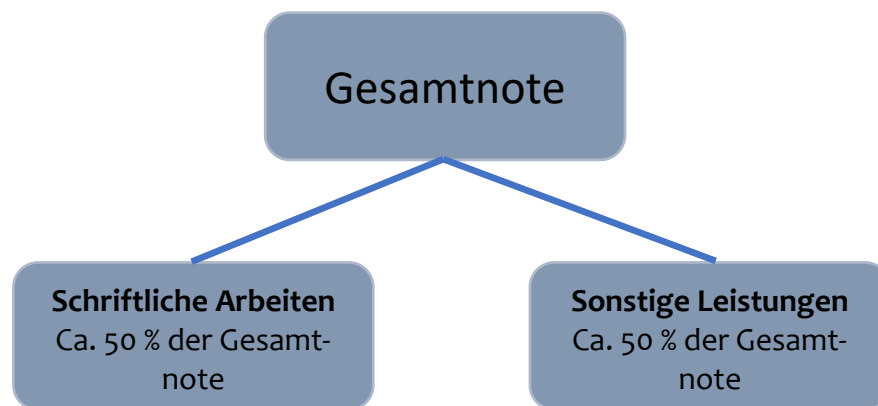 Gesamtnote
Schriftliche Arbeiten
Ca. 50 % der Gesamt-
note
Sonstige Leistungen
Ca. 50 % der Gesamt-
note